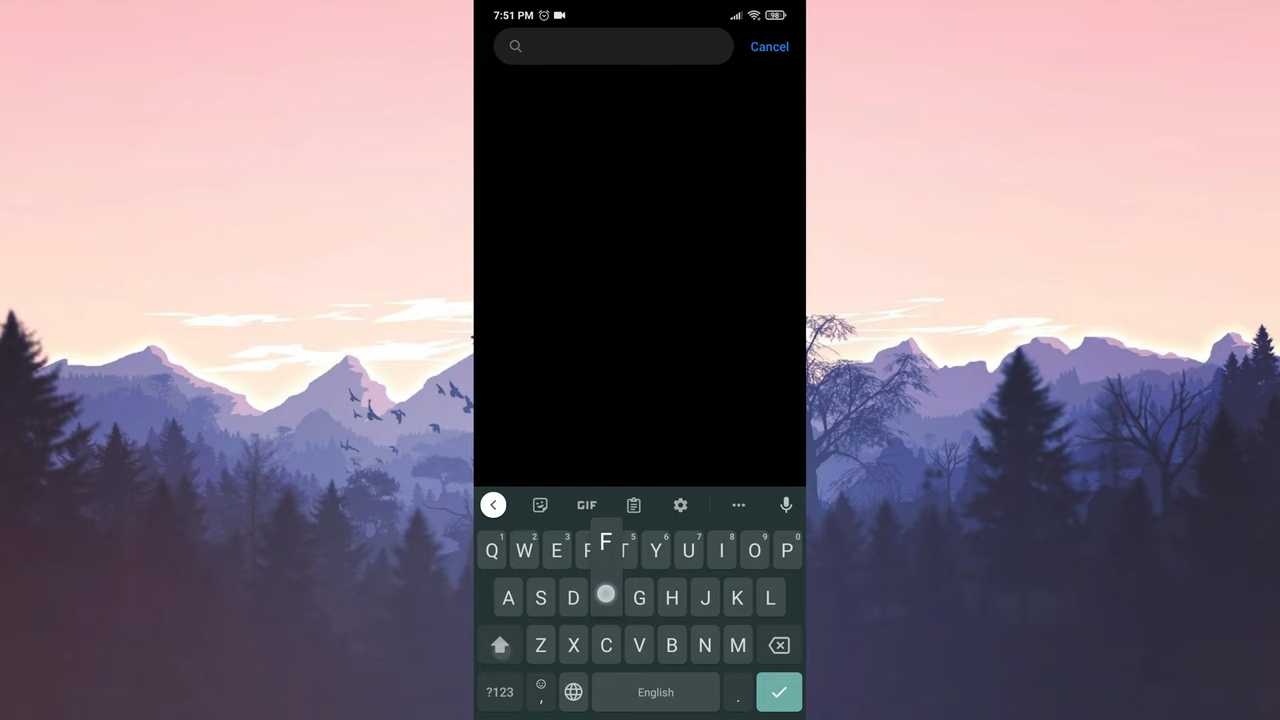 7:51 PM 98
Cancel
GIF
F
Q 1 W 2 E 3 T 5 Y 6 U 7 I 8 O 9 P 0
A S D G H J K L
Z X C V B N M
?123 , English .